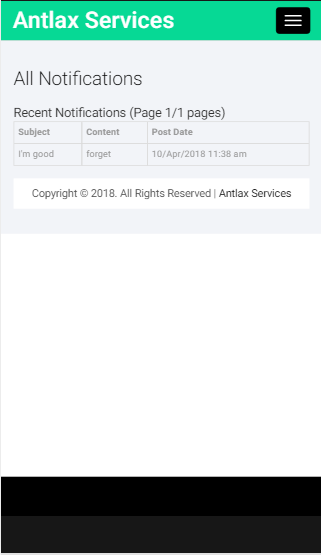 Antlax Services
All Notifications
Recent Notifications (Page 1/1 pages)
Subject Content Post Date
I'm good forget 10/Apr/2018 11:38 am
Copyright © 2018. All Rights Reserved | Antlax Services